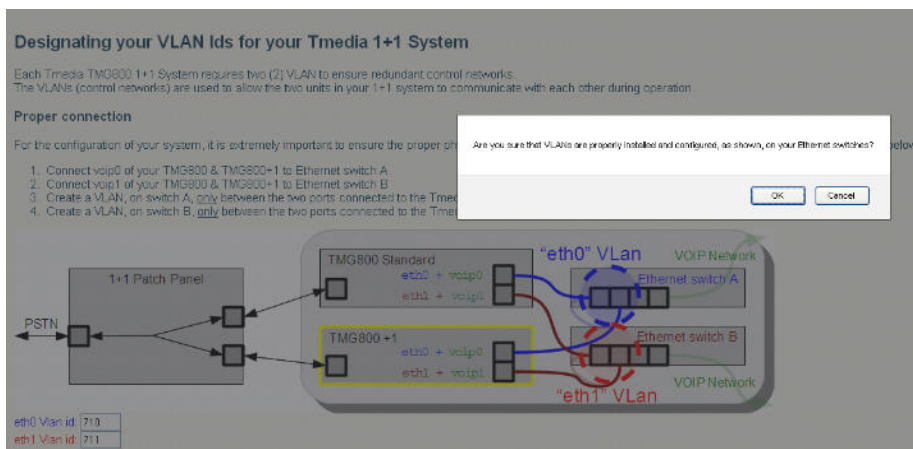 Designating your VLAN Ids for your Tmedia 1+1 System
Each Tmedia TMG800 1+1 System requires two (2) VLAN to ensure redundant control networks.
The VLANs (control networks) are used to allow the two units in your 1+1 system to communicate with each other during operation.
Proper connection
For the configuration of your system, it is extremely important to ensure the proper
below
Are you sure that VLANs are properly installed and configured, as shown, on your Ethernet switches?
OK
Cancel
1. Connect voip0 of your TMG800 & TMG800+1 to Ethernet switch A
2. Connect voip1 of your TMG800 & TMG800+1 to Ethernet switch B
3. Create a VLAN, on switch A, only between the two ports connected to the
4. Create a VLAN, on switch B, only between the two ports connected to the
"eth0" VLan
VOIP Network
TMG800 Standard
1+1 Patch Panel
eth0 + voip0
Ethernet switch A
eth1 + voip1
PSTN
TMG800 +1
Ethernet switch B
eth0 + voip0
eth1 + voip1
VOIP Network
"eth1" VLan
eth0 Vlan id: 710
eth1 Vlan id: 711